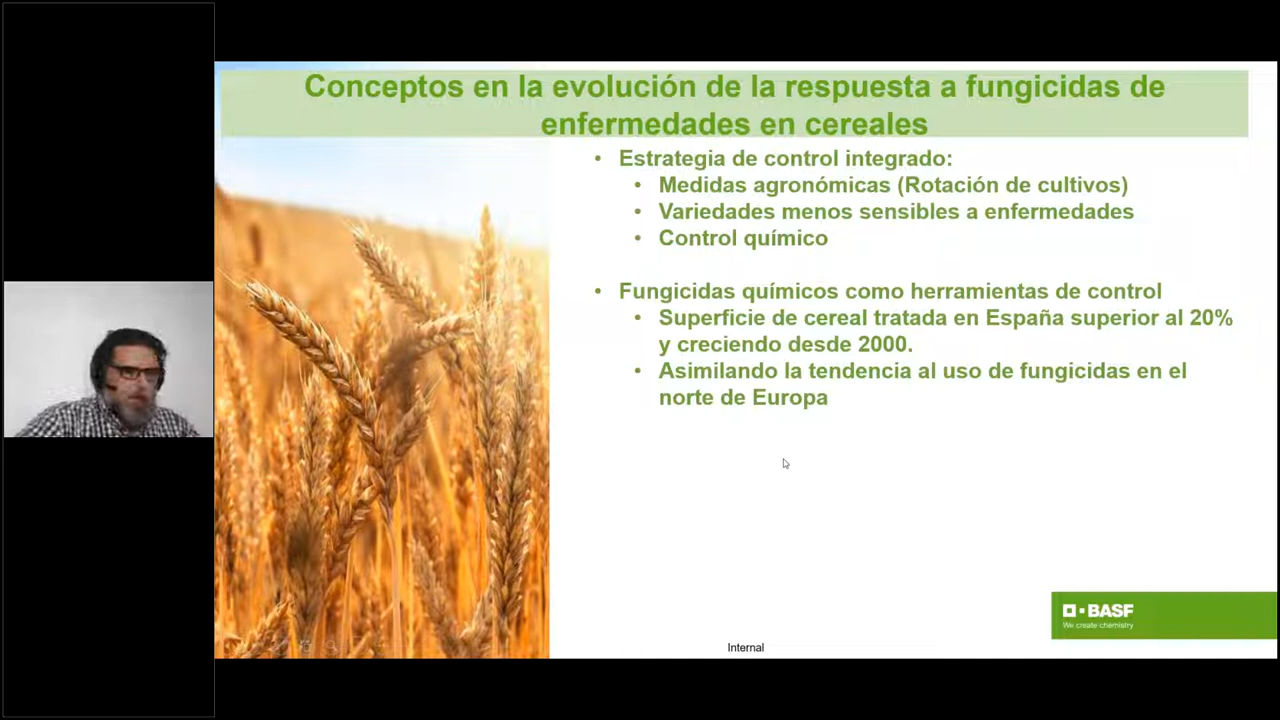 Conceptos en la evolución de la respuesta a fungicidas de
enfermedades en cereales
• Estrategia de control integrado:
• Medidas agronómicas (Rotación de cultivos)
• Variedades menos sensibles a enfermedades
• Control químico
• Fungicidas químicos como herramientas de control
• Superficie de cereal tratada en España superior al 20%
y creciendo desde 2000.
• Asimilando la tendencia al uso de fungicidas en el
norte de Europa
BASF
We create chemistry
Internal